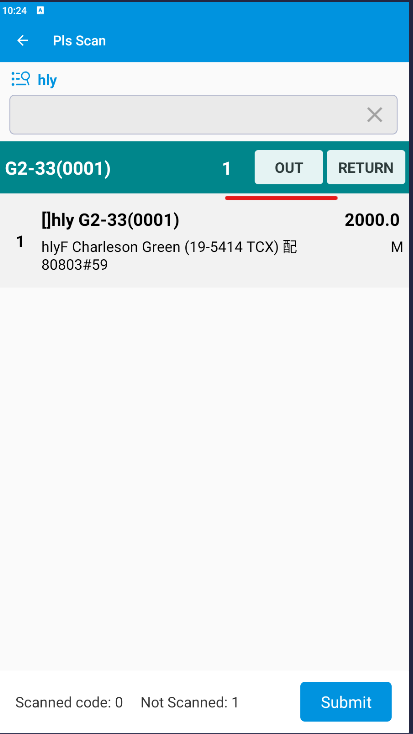 10:24 A
Pls Scan
hly
G2-33(0001) 1 OUT RETURN
[]hly G2-33(0001) 2000.0
1 hlyF Charleson Green (19-5414 TCX) 配 M
80803#59
Scanned code: 0 Not Scanned: 1 Submit